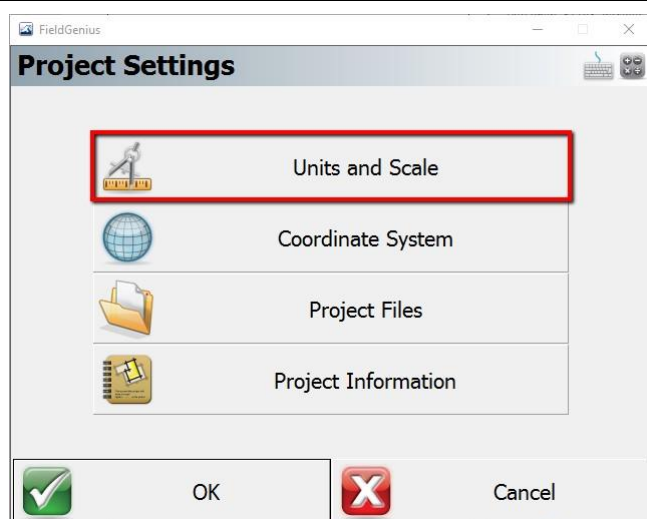 FieldGenius
Project Settings
Units and Scale
Coordinate System
Project Files
Project Information
OK
Cancel